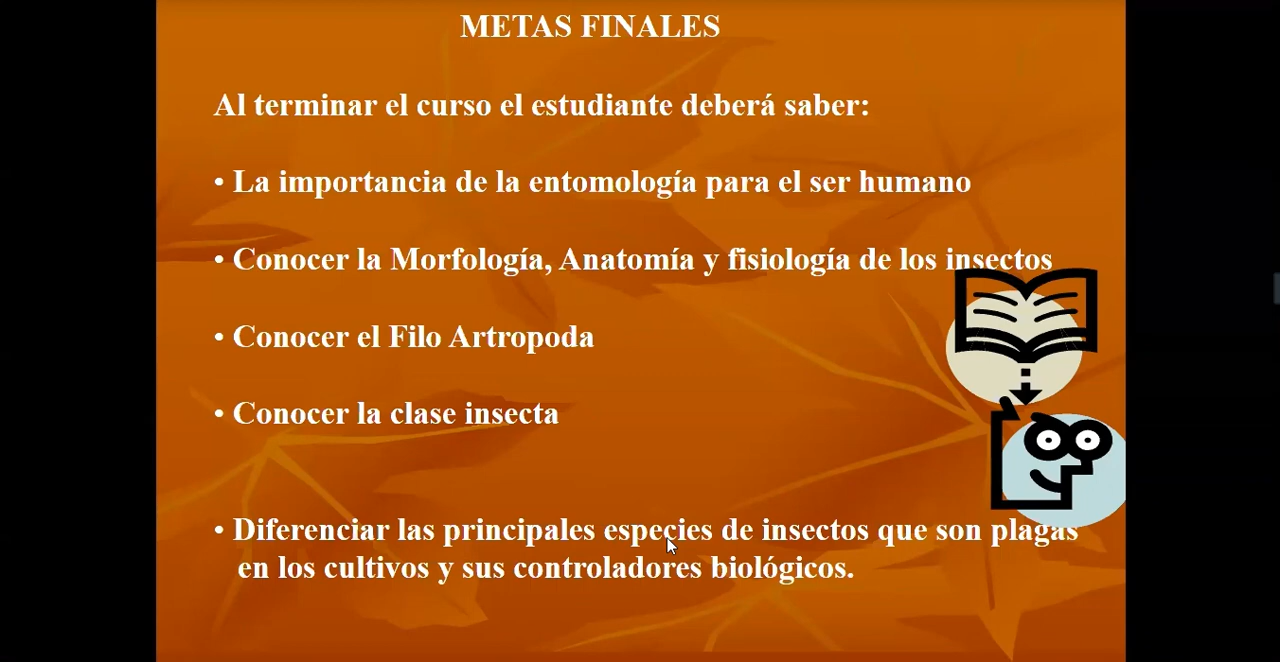 METAS FINALES
Al terminar el curso el estudiante deberá saber:
• La importancia de la entomología para el ser humano
• Conocer la Morfología, Anatomía y fisiología de los insectos
• Conocer el Filo Artropoda
• Conocer la clase insecta
• Diferenciar las principales especies de insectos que son plagas
en los cultivos y sus controladores biológicos.